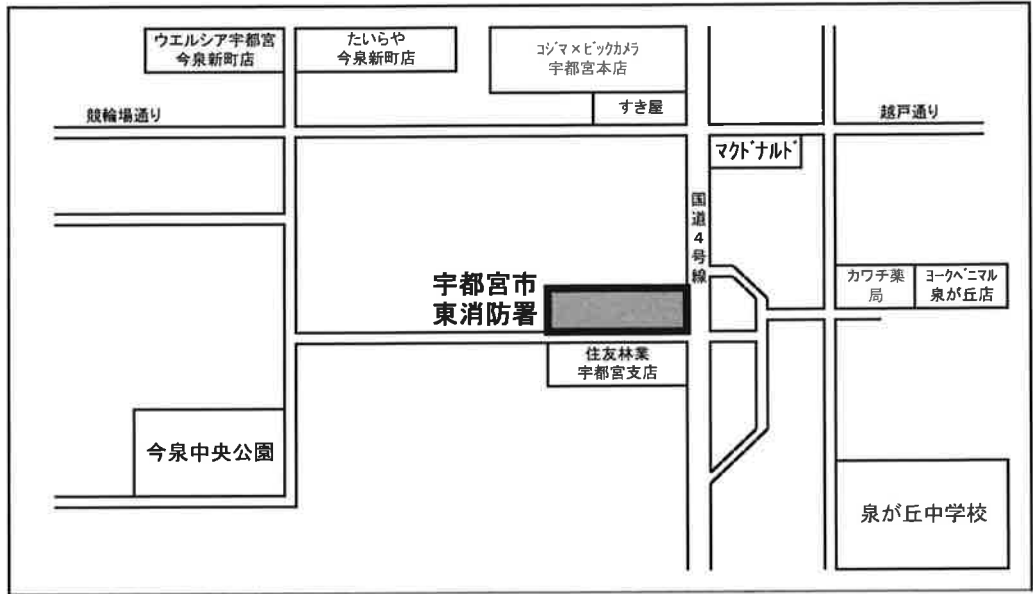 ウエルシア宇都宮
今泉新町店
たいらや
今泉新町店
コジマ×ビックカメラ
宇都宮本店
すき屋
競輪場通り
越戸通り
マクドナルド
国道4号線
宇都宮市
東消防署
カワチ薬
局
ヨークベニマル
泉が丘店
住友林業
宇都宮支店
今泉中央公園
泉が丘中学校